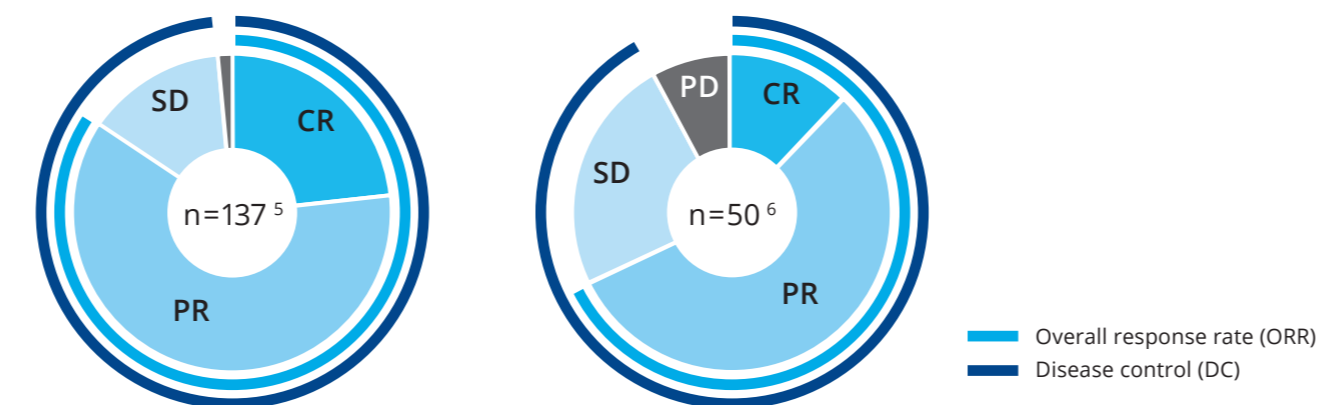 SD
CR
n=137 5
PR
PD
CR
SD
n=50 6
PR
Overall response rate (ORR)
Disease control (DC)